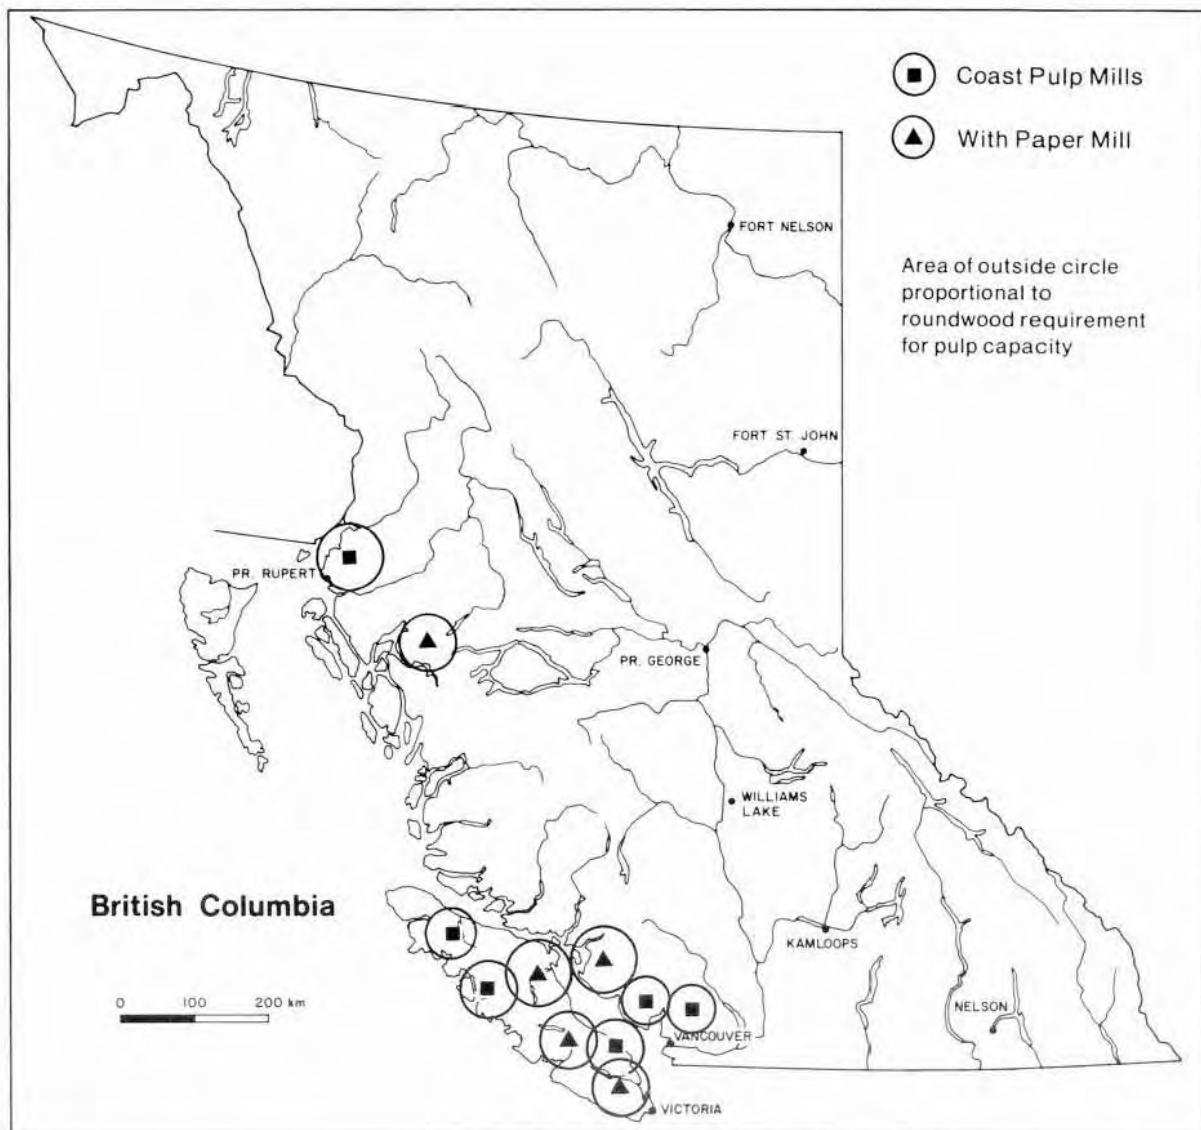 Coast Pulp Mills
With Paper Mill
FORT NELSON
Area of outside circle
proportional to
roundwood requirement
for pulp capacity
FORT ST. JOHN
PR. RUPERT
PR. GEORGE
WILLIAMS
LAKE
British Columbia
KAMLOOPS
0 100 200 km
NELSON
VANCOUVER
VICTORIA